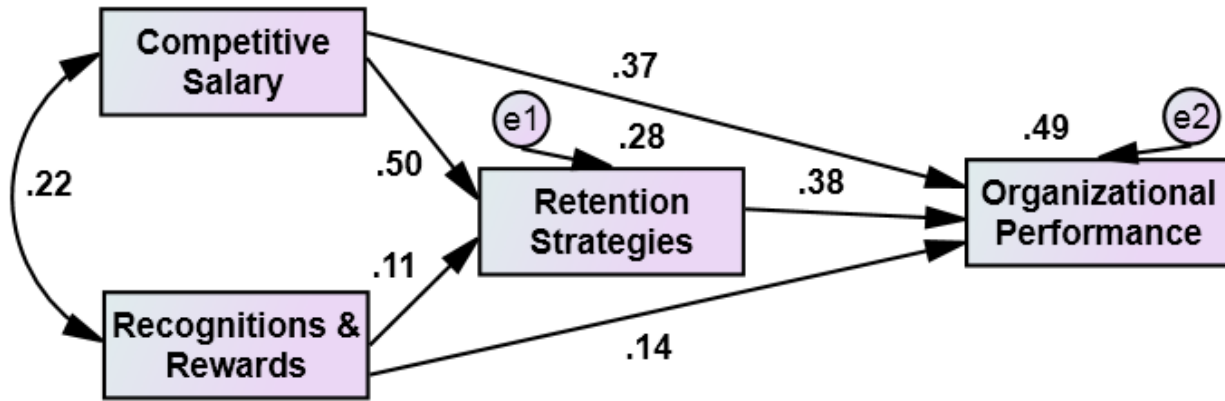 Competitive
Salary
.37
e1
.28
.49
e2
.50
.22
Retention
Strategies
.38
Organizational
Performance
.11
Recognitions &
Rewards
.14